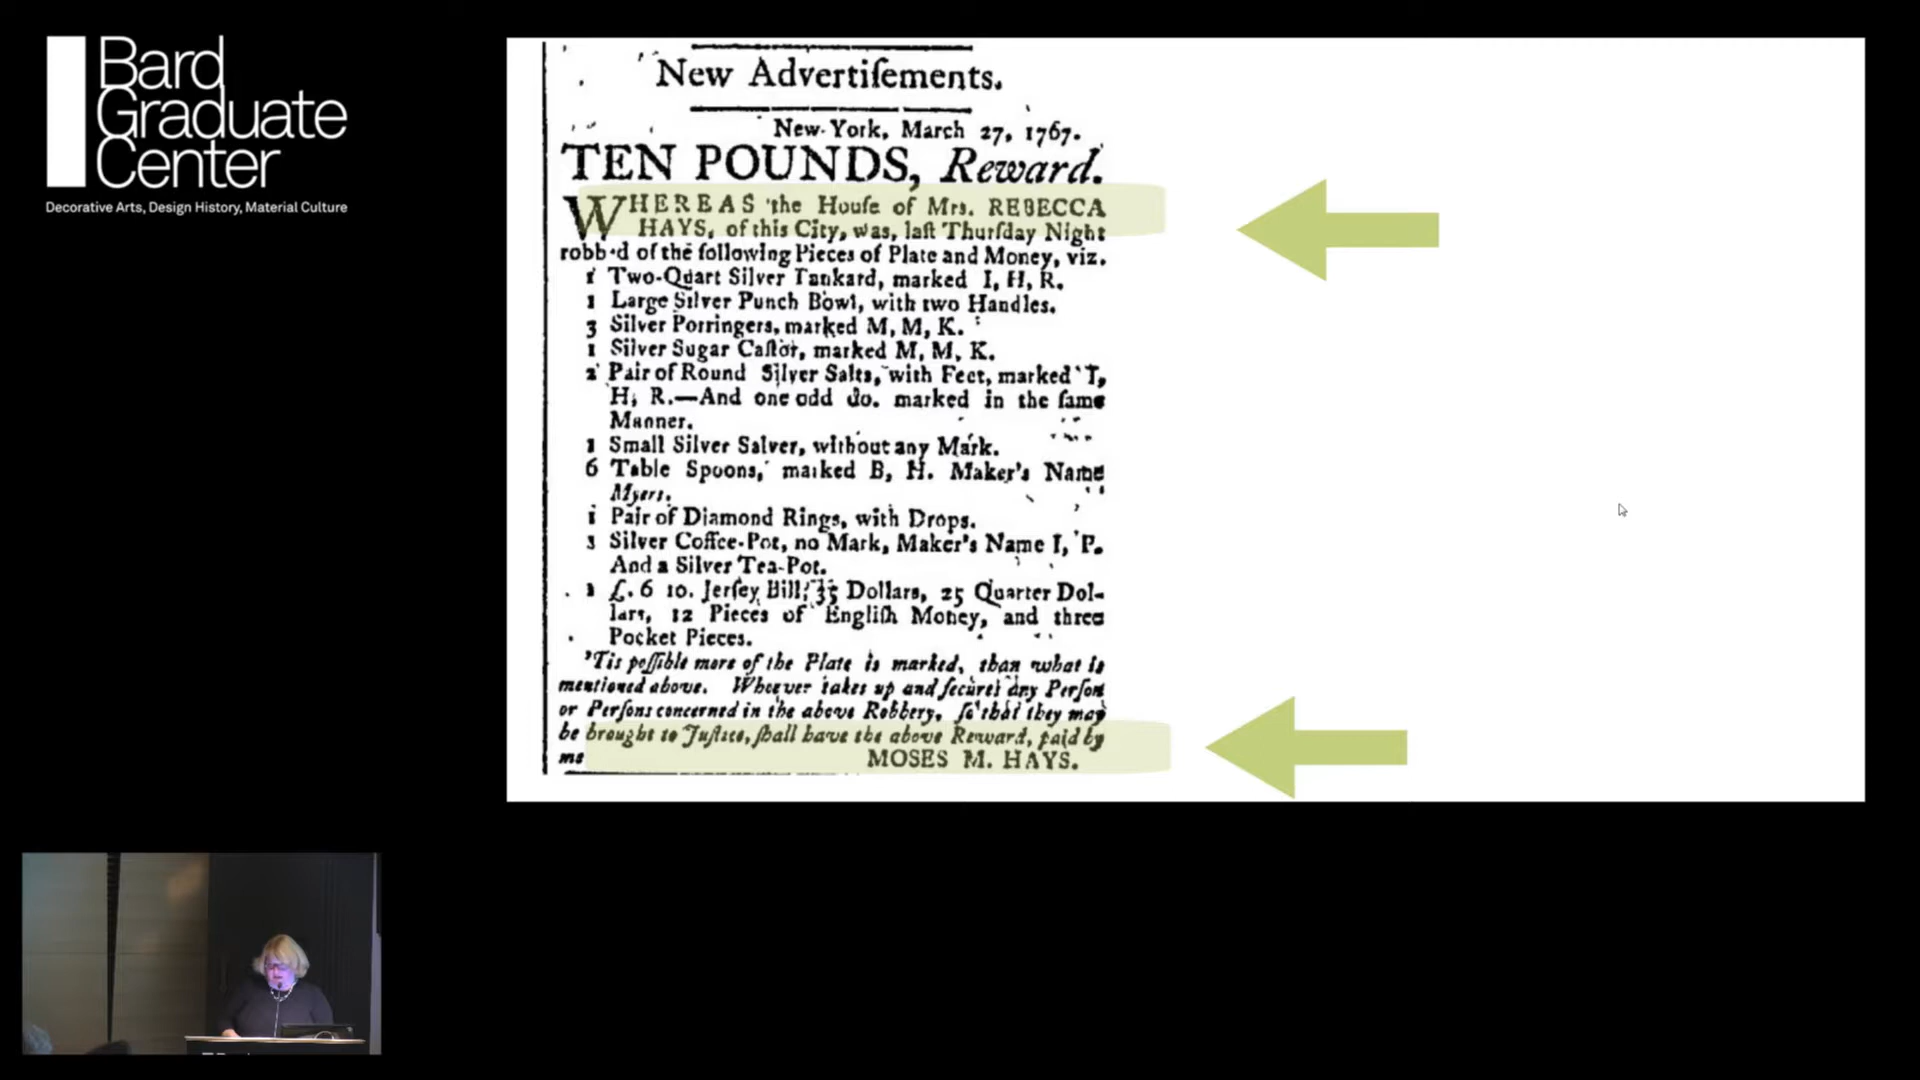 Bard
Graduate
Center
Decorative Arts, Design History, Material Culture
New Advertiſements.
New-York, March 27, 1767.
TEN POUNDS, Reward.
WHEREAS the Houſe of Mrs. REBECCA
HAYS, of this City, was, laſt Thurſday Night
robb'd of the following Pieces of Plate and Money, viz.
1 Two-Quart Silver Tankard, marked I, H, R.
1 Large Silver Punch Bowl, with two Handles.
3 Silver Porringers, marked M, M, K.
1 Silver Sugar Caſtor, marked M, M, K.
2 Pair of Round Silver Salts, with Feet, marked I,
H, R.—And one odd do. marked in the ſame
Manner.
1 Small Silver Salver, without any Mark.
6 Table Spoons, marked B, H. Maker's Name
Myers.
1 Pair of Diamond Rings, with Drops.
Silver Coffee-Pot, no Mark, Maker's Name I, P.
And a Silver Tea-Pot.
1 £. 6 10. Jerſey Bill, 35 Dollars, 25 Quarter Dol-
lars, 12 Pieces of Engliſh Money, and three
Pocket Pieces.
'Tis poſſible more of the Plate is marked, than what is
mentioned above. Whoever takes up and ſecures any Perſon
or Perſons concerned in the above Robbery, ſo that they may
be brought to Juſtice, ſhall have the above Reward, paid by
me MOSES M. HAYS.